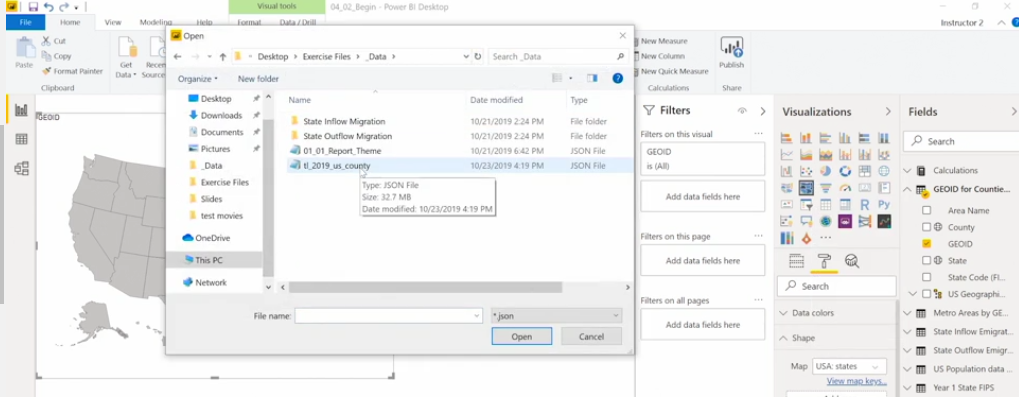 Visual tools
04_02_Begin - Power BI Desktop
File
Home
View
Modeling
Help
Format
Data / Drill
Instructor 2
Paste
Cut
Copy
Format Painter
Clipboard
Get
Data
Recen
Source
New Measure
New Column
New Quick Measure
Calculations
Publish
Share
GEOID
Open
Desktop > Exercise Files > _Data >
Search _Data
Organize
New folder
Desktop
Downloads
Documents
Pictures
_Data
Exercise Files
Slides
test movies
OneDrive
This PC
Network
Name Date modified Type
State Inflow Migration 10/21/2019 2:24 PM File folder
State Outflow Migration 10/21/2019 2:24 PM File folder
01_01_Report_Theme 10/21/2019 6:42 PM JSON File
tl_2019_us_county 10/23/2019 4:19 PM JSON File
Type: JSON File
Size: 32.7 MB
Date modified: 10/23/2019 4:19 PM
File name:
*.json
Open
Cancel
Filters
Filters on this visual
GEOID
is (All)
Add data fields here
Filters on this page
Add data fields here
Filters on all pages
Add data fields here
Visualizations
R Py
Search
Data colors
Shape
Map USA: states
View map keys...
Fields
Search
Calculations
GEOID for Countie...
Area Name
County
GEOID
State
State Code (FI...
US Geographi...
Metro Areas by GE...
State Inflow Emigrat...
State Outflow Emigr...
US Population data ...
Year 1 State FIPS